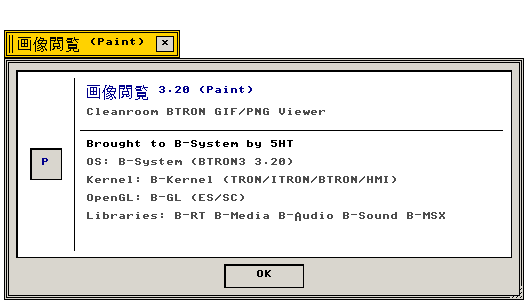 画像閲覧 (Paint) ×
画像閲覧 3.20 (Paint)
Cleanroom BTRON GIF/PNG Viewer
Brought to B-System by 5HT
P
OS: B-System (BTRON3 3.20)
Kernel: B-Kernel (TRON/ITRON/BTRON/HMI)
OpenGL: B-GL (ES/SC)
Libraries: B-RT B-Media B-Audio B-Sound B-MSX
OK